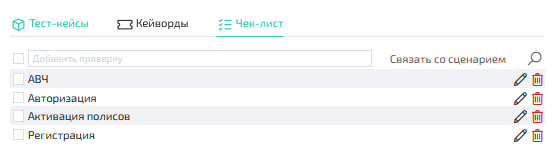 Тест-кейсы Кейворды Чек-лист
Добавить проверку Связать со сценарием
АВЧ
Авторизация
Активация полисов
Регистрация